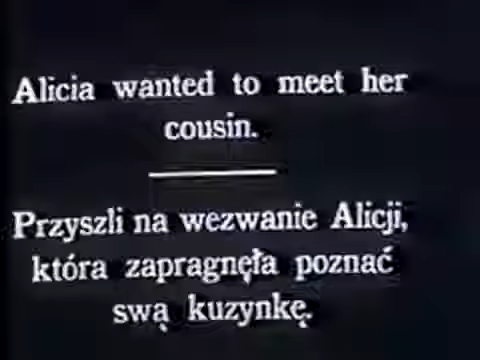 Alicia wanted to meet her
cousin.
Przyszli na wezwanie Alicji,
która zapragnęła poznać
swą kuzynkę.